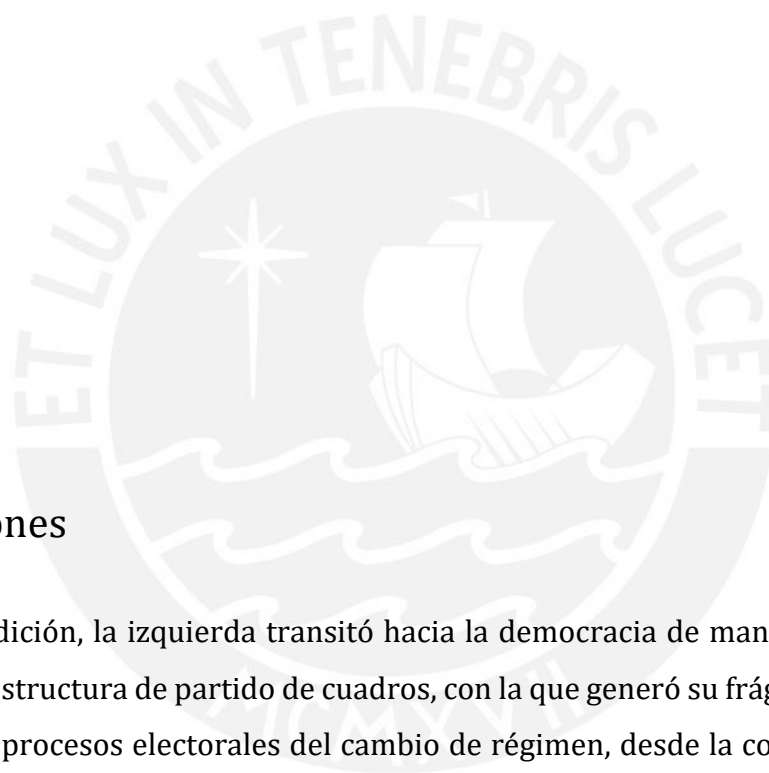 ET LUX IN TENEBRIS LUCET
MCMXVII
ones
dición, la izquierda transitó hacia la democracia de man
structura de partido de cuadros, con la que generó su frág
procesos electorales del cambio de régimen, desde la co